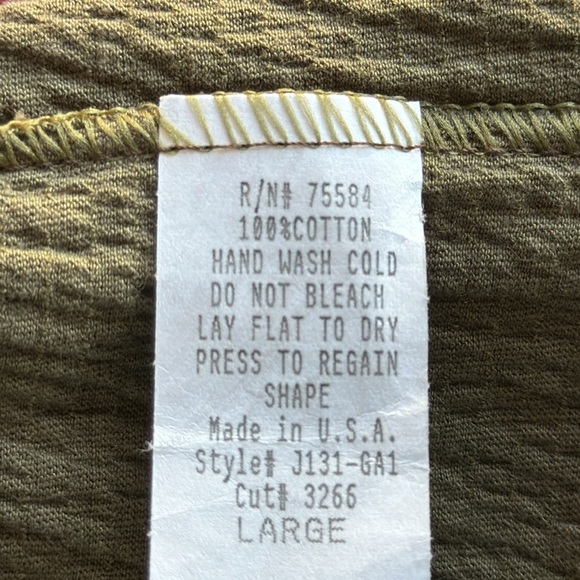 R/N# 75584
100%COTTON
HAND WASH COLD
DO NOT BLEACH
LAY FLAT TO DRY
PRESS TO REGAIN
SHAPE
Made in U.S.A.
Style# J131-GA1
Cut# 3266
LARGE